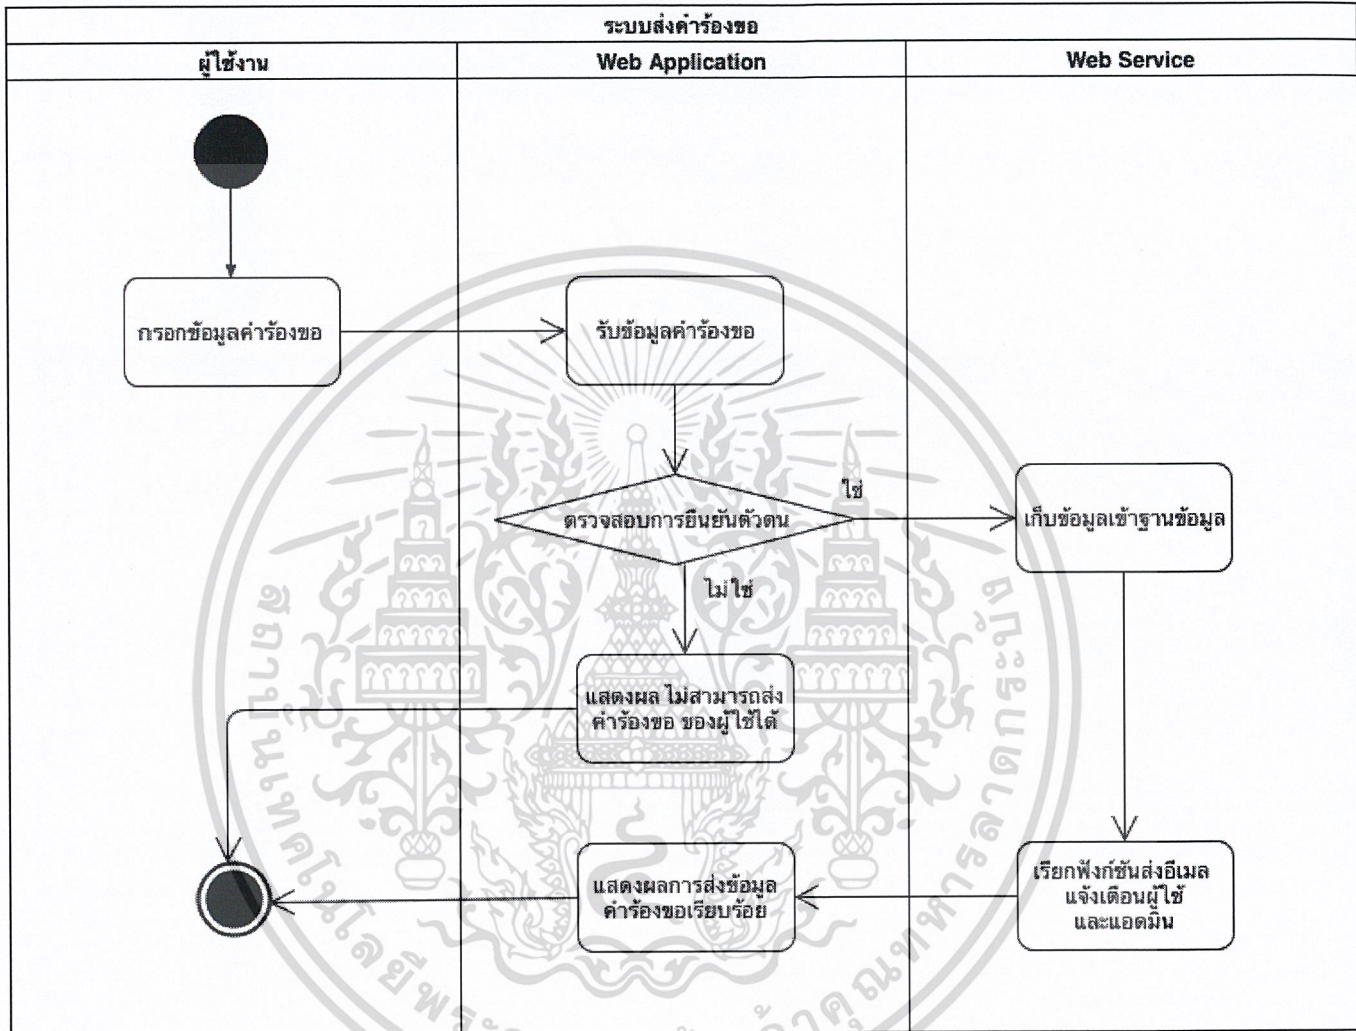 ระบบส่งคำร้องขอ
ผู้ใช้งาน
Web Application
Web Service
กรอกข้อมูลคำร้องขอ
รับข้อมูลคำร้องขอ
ตรวจสอบการยืนยันตัวตน
ใช่
เก็บข้อมูลเข้าฐานข้อมูล
ไม่ใช่
แสดงผล ไม่สามารถส่ง
คำร้องขอ ของผู้ใช้ได้
เรียกฟังก์ชันส่งอีเมล
แจ้งเตือนผู้ใช้
และแอดมิน
แสดงผลการส่งข้อมูล
คำร้องขอเรียบร้อย